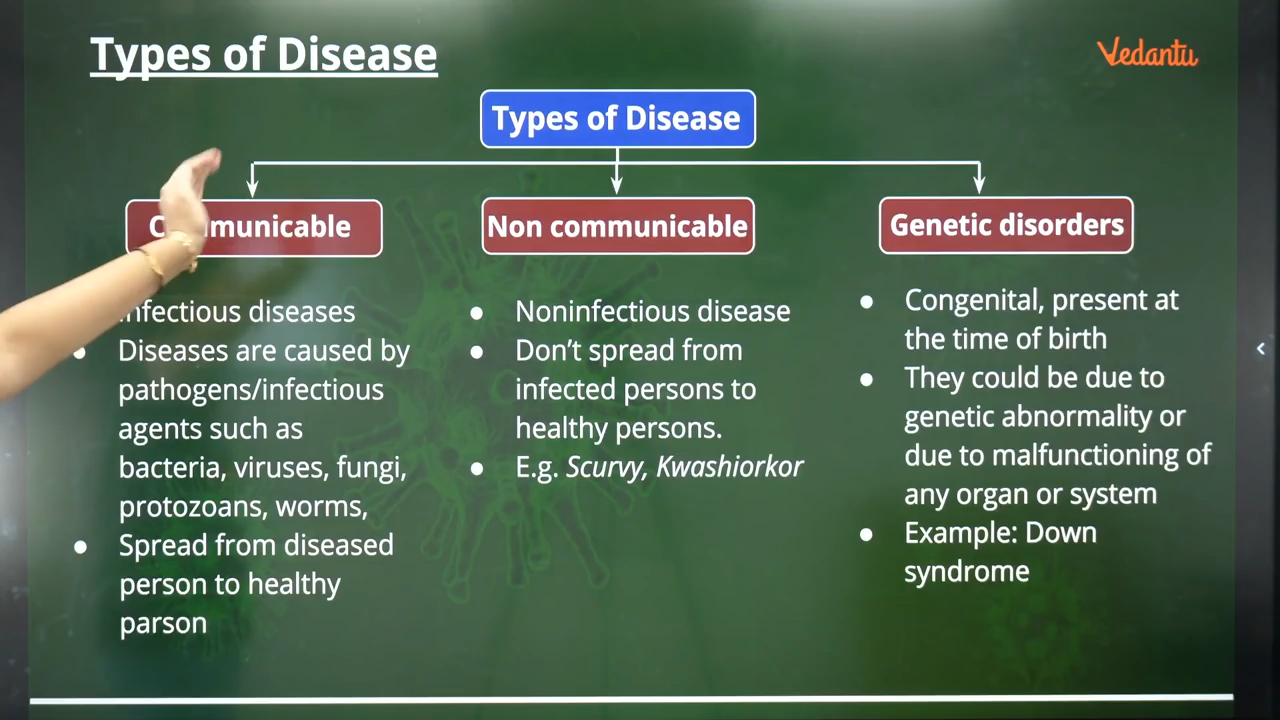 Types of Disease
Vedantu
Types of Disease
Non communicable
Genetic disorders
diseases
Diseases are caused by
pathogens/infectious
agents such as
bacteria, viruses, fungi,
protozoans, worms,
Spread from diseased
person to healthy
parson
Noninfectious disease
Don't spread from
infected persons to
healthy persons.
E.g. Scurvy, Kwashiorkor
Congenital, present at
the time of birth
They could be due to
genetic abnormality or
due to malfunctioning of
any organ or system
Example: Down
syndrome